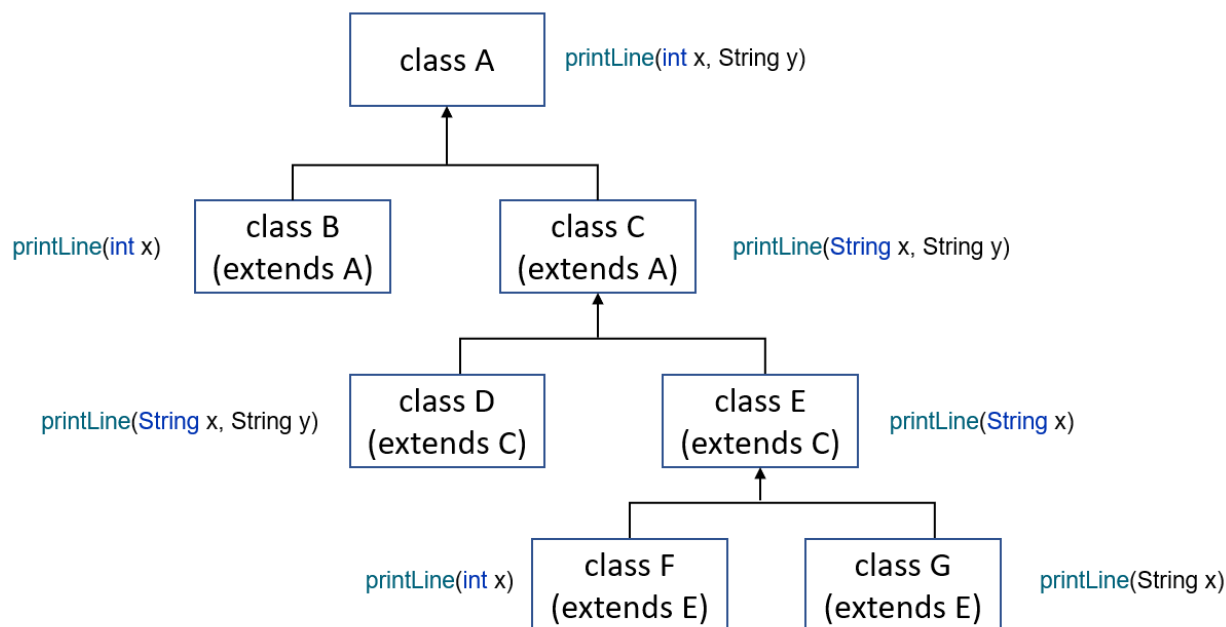 class A
printLine(int x, String y)
printLine(int x)
class B
(extends A)
class C
(extends A)
printLine(String x, String y)
printLine(String x, String y)
class D
(extends C)
class E
(extends C)
printLine(String x)
printLine(int x)
class F
(extends E)
class G
(extends E)
printLine(String x)